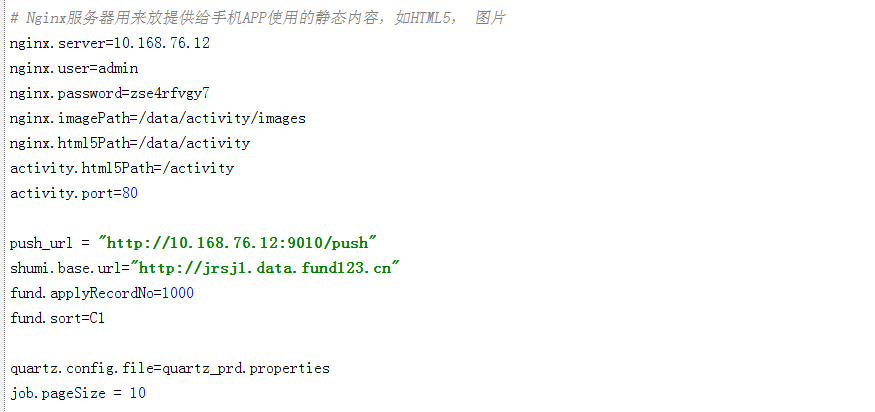 # Nginx服务器用来放提供给手机APP使用的静态内容，如HTML5， 图片
nginx.server=10.168.76.12
nginx.user=admin
nginx.password=zse4rfvgy7
nginx.imagePath=/data/activity/images
nginx.html5Path=/data/activity
activity.html5Path=/activity
activity.port=80
push_url = "http://10.168.76.12:9010/push"
shumi.base.url="http://jrsj1.data.fund123.cn"
fund.applyRecordNo=1000
fund.sort=C1
quartz.config.file=quartz_prd.properties
job.pageSize = 10